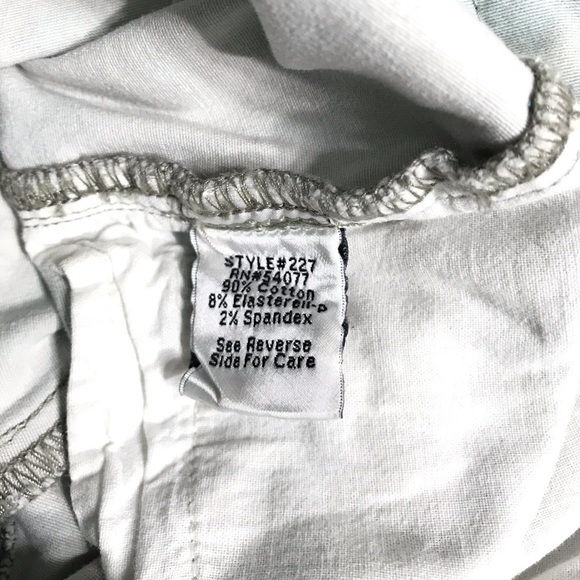 STYLE#227
RN#54077
90% Cotton
8% Elasterell-p
2% Spandex
See Reverse
Side For Care